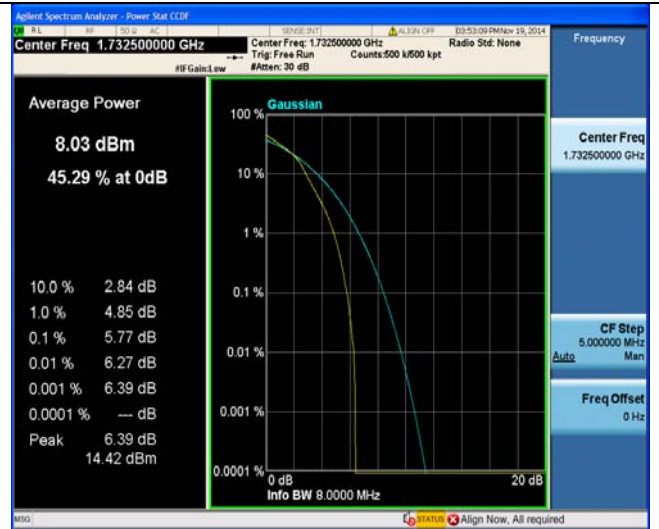 Agilent Spectrum Analyzer - Power Stat CCDF
RL RF 50 Ω AC SENSE:INT ALIGN OFF 03:53:09 PM Nov 19, 2014
Center Freq 1.732500000 GHz
Center Freq: 1.732500000 GHz Radio Std: None
Trig: Free Run Counts:500 k/500 kpt
#IFGain:Low #Atten: 30 dB
Frequency
Average Power
8.03 dBm
45.29 % at 0dB
10.0 % 2.84 dB
1.0 % 4.85 dB
0.1 % 5.77 dB
0.01 % 6.27 dB
0.001 % 6.39 dB
0.0001 % --- dB
Peak 6.39 dB
14.42 dBm
Gaussian
100 %
10 %
1 %
0.1 %
0.01 %
0.001 %
0.0001 %
0 dB 20 dB
Info BW 8.0000 MHz
Center Freq
1.732500000 GHz
CF Step
5.000000 MHz
Auto Man
Freq Offset
0 Hz
MSG STATUS Align Now, All required